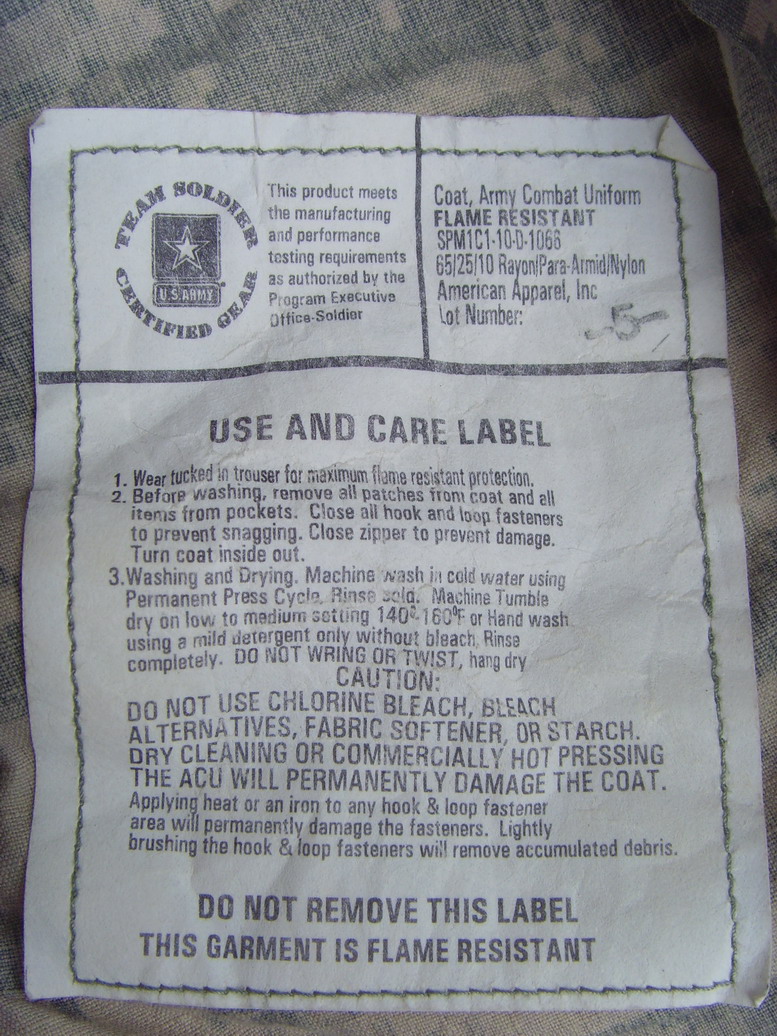 TEAM SOLDIER
U.S. ARMY
CERTIFIED GEAR
This product meets
the manufacturing
and performance
testing requirements
as authorized by the
Program Executive
Office-Soldier
Coat, Army Combat Uniform
FLAME RESISTANT
SPM1C1-10-D-1066
65/25/10 Rayon/Para-Armid/Nylon
American Apparel, Inc
Lot Number: 5
USE AND CARE LABEL
1. Wear tucked in trouser for maximum flame resistant protection.
2. Before washing, remove all patches from coat and all
items from pockets. Close all hook and loop fasteners
to prevent snagging. Close zipper to prevent damage.
Turn coat inside out.
3. Washing and Drying. Machine wash in cold water using
Permanent Press Cycle. Rinse cold. Machine Tumble
dry on low to medium setting 140°-160°F or Hand wash
using a mild detergent only without bleach, Rinse
completely. DO NOT WRING OR TWIST, hang dry
CAUTION:
DO NOT USE CHLORINE BLEACH, BLEACH
ALTERNATIVES, FABRIC SOFTENER, OR STARCH.
DRY CLEANING OR COMMERCIALLY HOT PRESSING
THE ACU WILL PERMANENTLY DAMAGE THE COAT.
Applying heat or an iron to any hook & loop fastener
area will permanently damage the fasteners. Lightly
brushing the hook & loop fasteners will remove accumulated debris.
DO NOT REMOVE THIS LABEL
THIS GARMENT IS FLAME RESISTANT